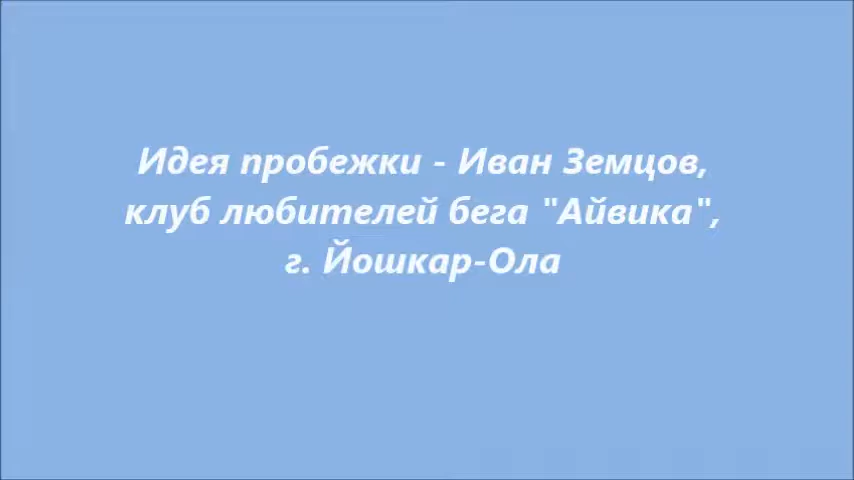 Идея пробежки - Иван Земцов,
клуб любителей бега "Айвика",
г. Йошкар-Ола